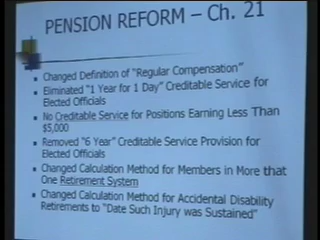 PENSION REFORM – Ch. 21
Changed Definition of "Regular Compensation"
Eliminated "1 Year for 1 Day" Creditable Service for
Elected Officials
No Creditable Service for Positions Earning Less Than
$5,000
Removed "6 Year" Creditable Service Provision for
Elected Officials
Changed Calculation Method for Members in More that
One Retirement System
Changed Calculation Method for Accidental Disability
Retirements to "Date Such Injury was Sustained"